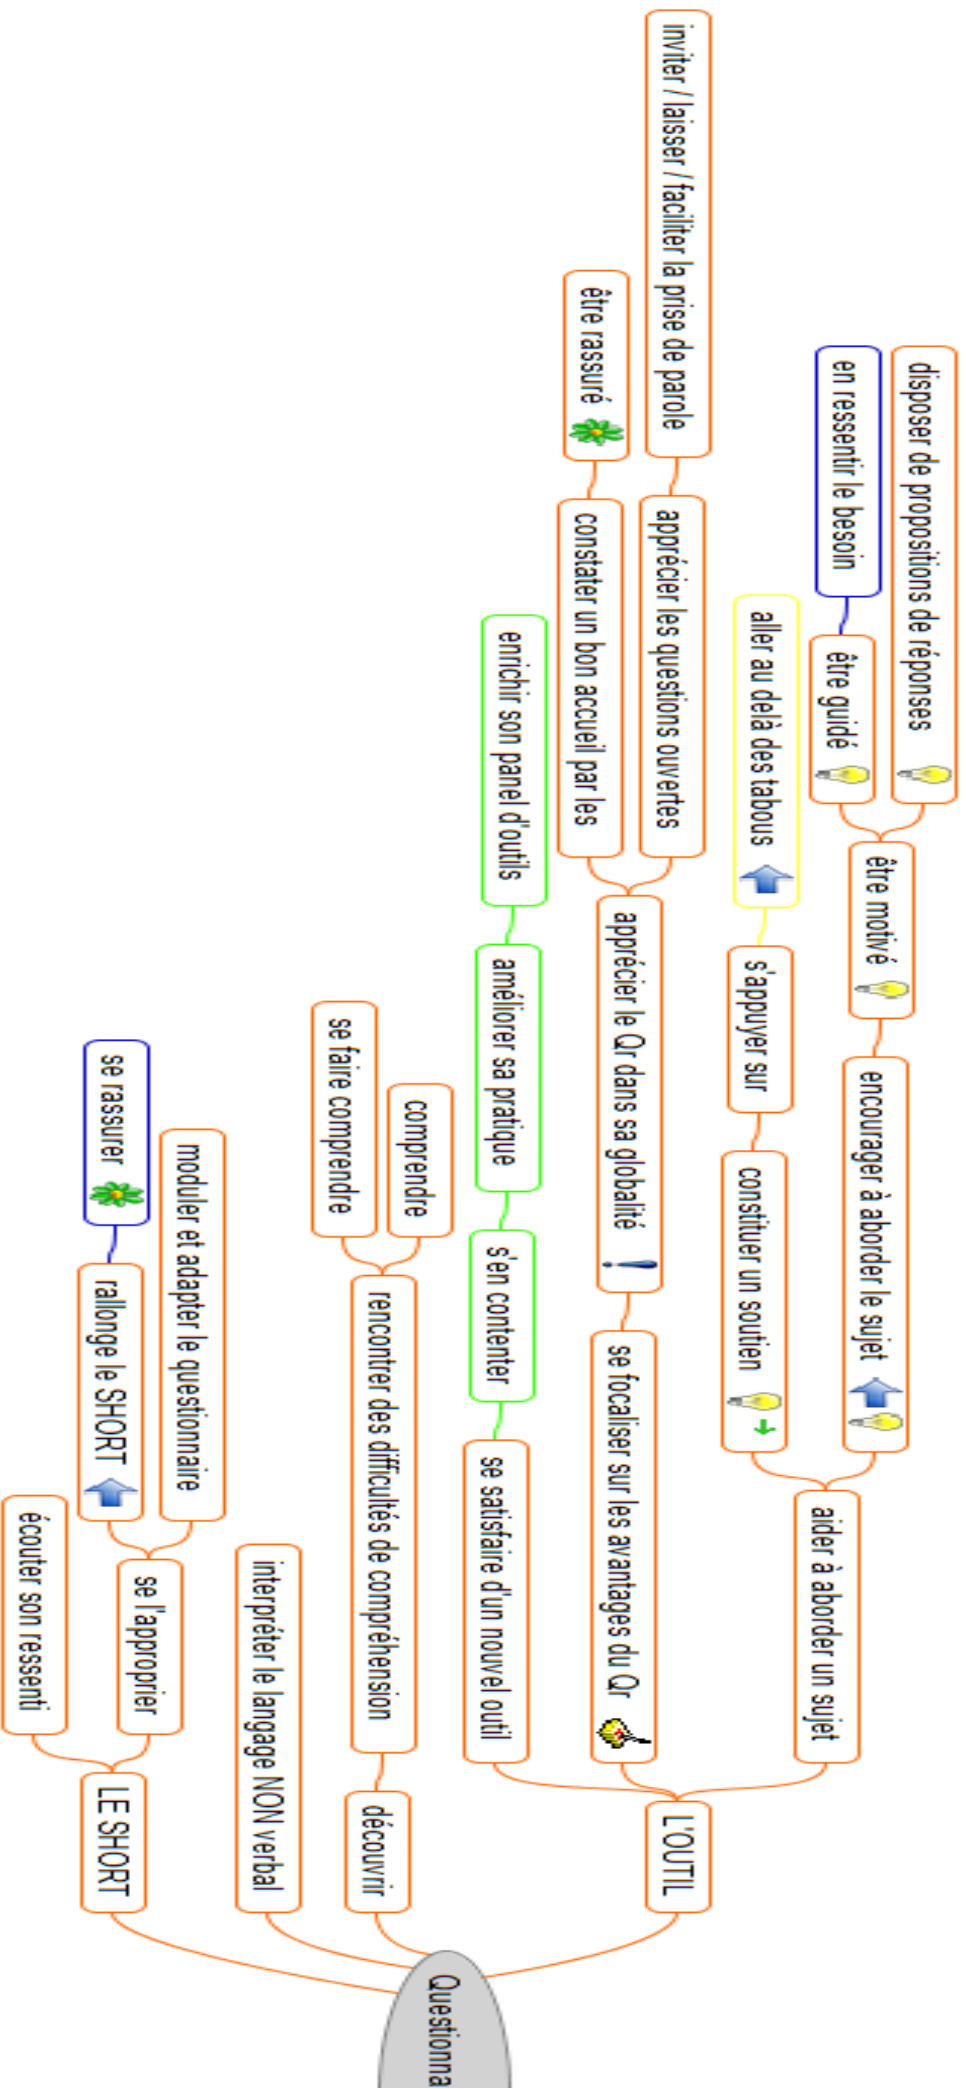 disposer de propositions de réponses
en ressentir le besoin
être guidé
être motivé
encourager à aborder le sujet
aller au delà des tabous
s'appuyer sur
constituer un soutien
aider à aborder un sujet
inviter / laisser / faciliter la prise de parole
apprécier les questions ouvertes
être rassuré
constater un bon accueil par les
apprécier le Qr dans sa globalité
se focaliser sur les avantages du Qr
enrichir son panel d'outils
améliorer sa pratique
s'en contenter
se satisfaire d'un nouvel outil
L'OUTIL
comprendre
se faire comprendre
rencontrer des difficultés de compréhension
découvrir
interpréter le langage NON verbal
moduler et adapter le questionnaire
se rassurer
rallonge le SHORT
se l'approprier
écouter son ressenti
LE SHORT
Questionna